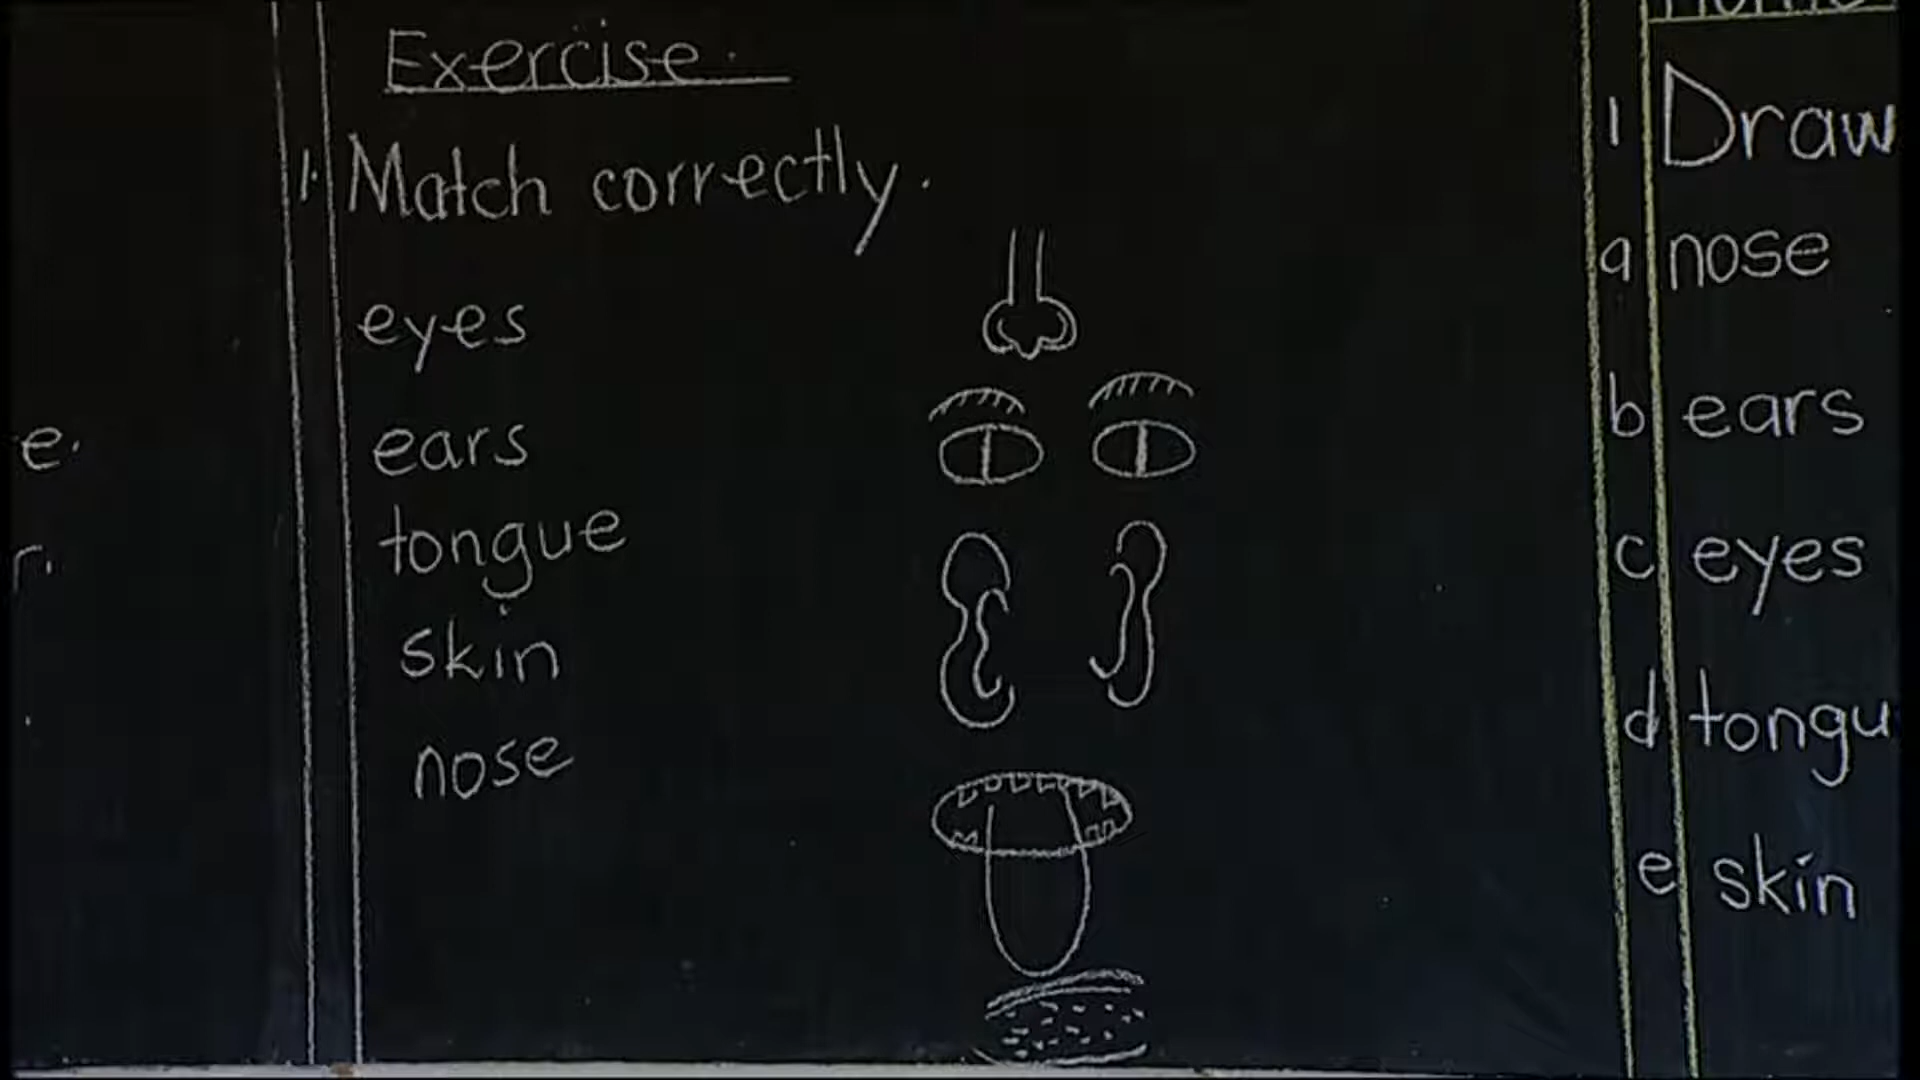 e.
r.
Exercise.
1. Match correctly.
eyes
ears
tongue
skin
nose
1 Draw
a nose
b ears
c eyes
d tongu
e skin